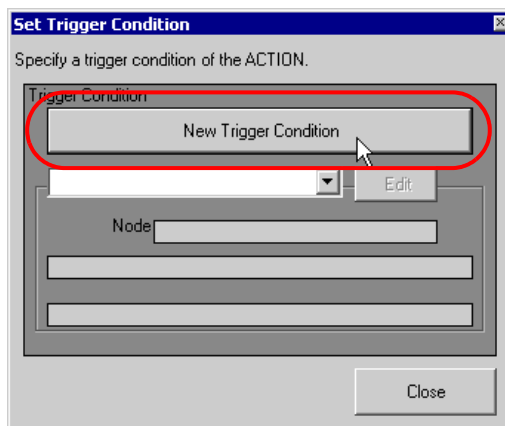 Set Trigger Condition
Specify a trigger condition of the ACTION.
Trigger Condition
New Trigger Condition
Edit
Node
Close